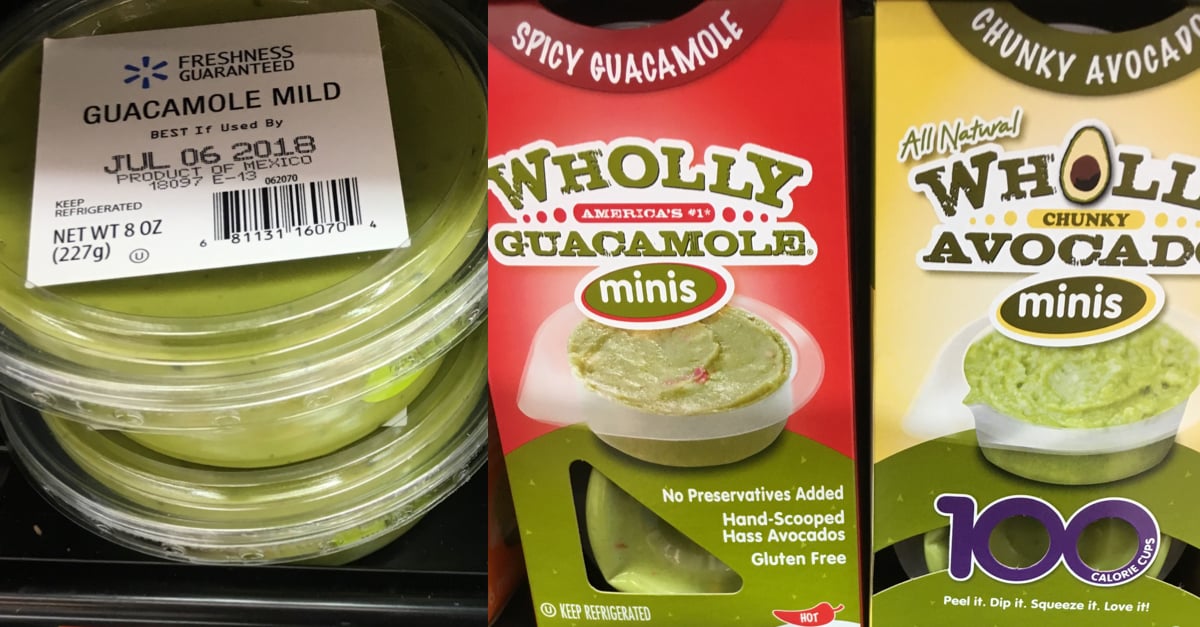 FRESHNESS
GUARANTEED
GUACAMOLE MILD
BEST If Used By
JUL 06 2018
PRODUCT OF MEXICO
18097 E-13 062070
KEEP
REFRIGERATED
NET WT 8 OZ
(227g) U
6 81131 16070 4
SPICY GUACAMOLE
WHOLLY
AMERICA'S #1*
GUACAMOLE®
minis
No Preservatives Added
Hand-Scooped
Hass Avocados
Gluten Free
U KEEP REFRIGERATED
HOT
CHUNKY AVOCAD
All Natural
WHOLL
CHUNKY
AVOCAD
minis
100
CALORIE CUPS
Peel it. Dip it. Squeeze it. Love it!